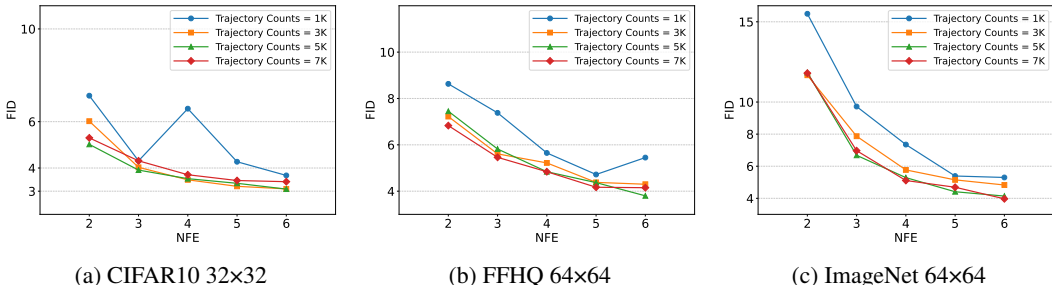 10
6
4
3
FID
2 3 4 5 6
NFE
Trajectory Counts = 1K
Trajectory Counts = 3K
Trajectory Counts = 5K
Trajectory Counts = 7K
(a) CIFAR10 32×32
10
8
6
4
FID
2 3 4 5 6
NFE
Trajectory Counts = 1K
Trajectory Counts = 3K
Trajectory Counts = 5K
Trajectory Counts = 7K
(b) FFHQ 64×64
15
10
8
6
4
FID
2 3 4 5 6
NFE
Trajectory Counts = 1K
Trajectory Counts = 3K
Trajectory Counts = 5K
Trajectory Counts = 7K
(c) ImageNet 64×64